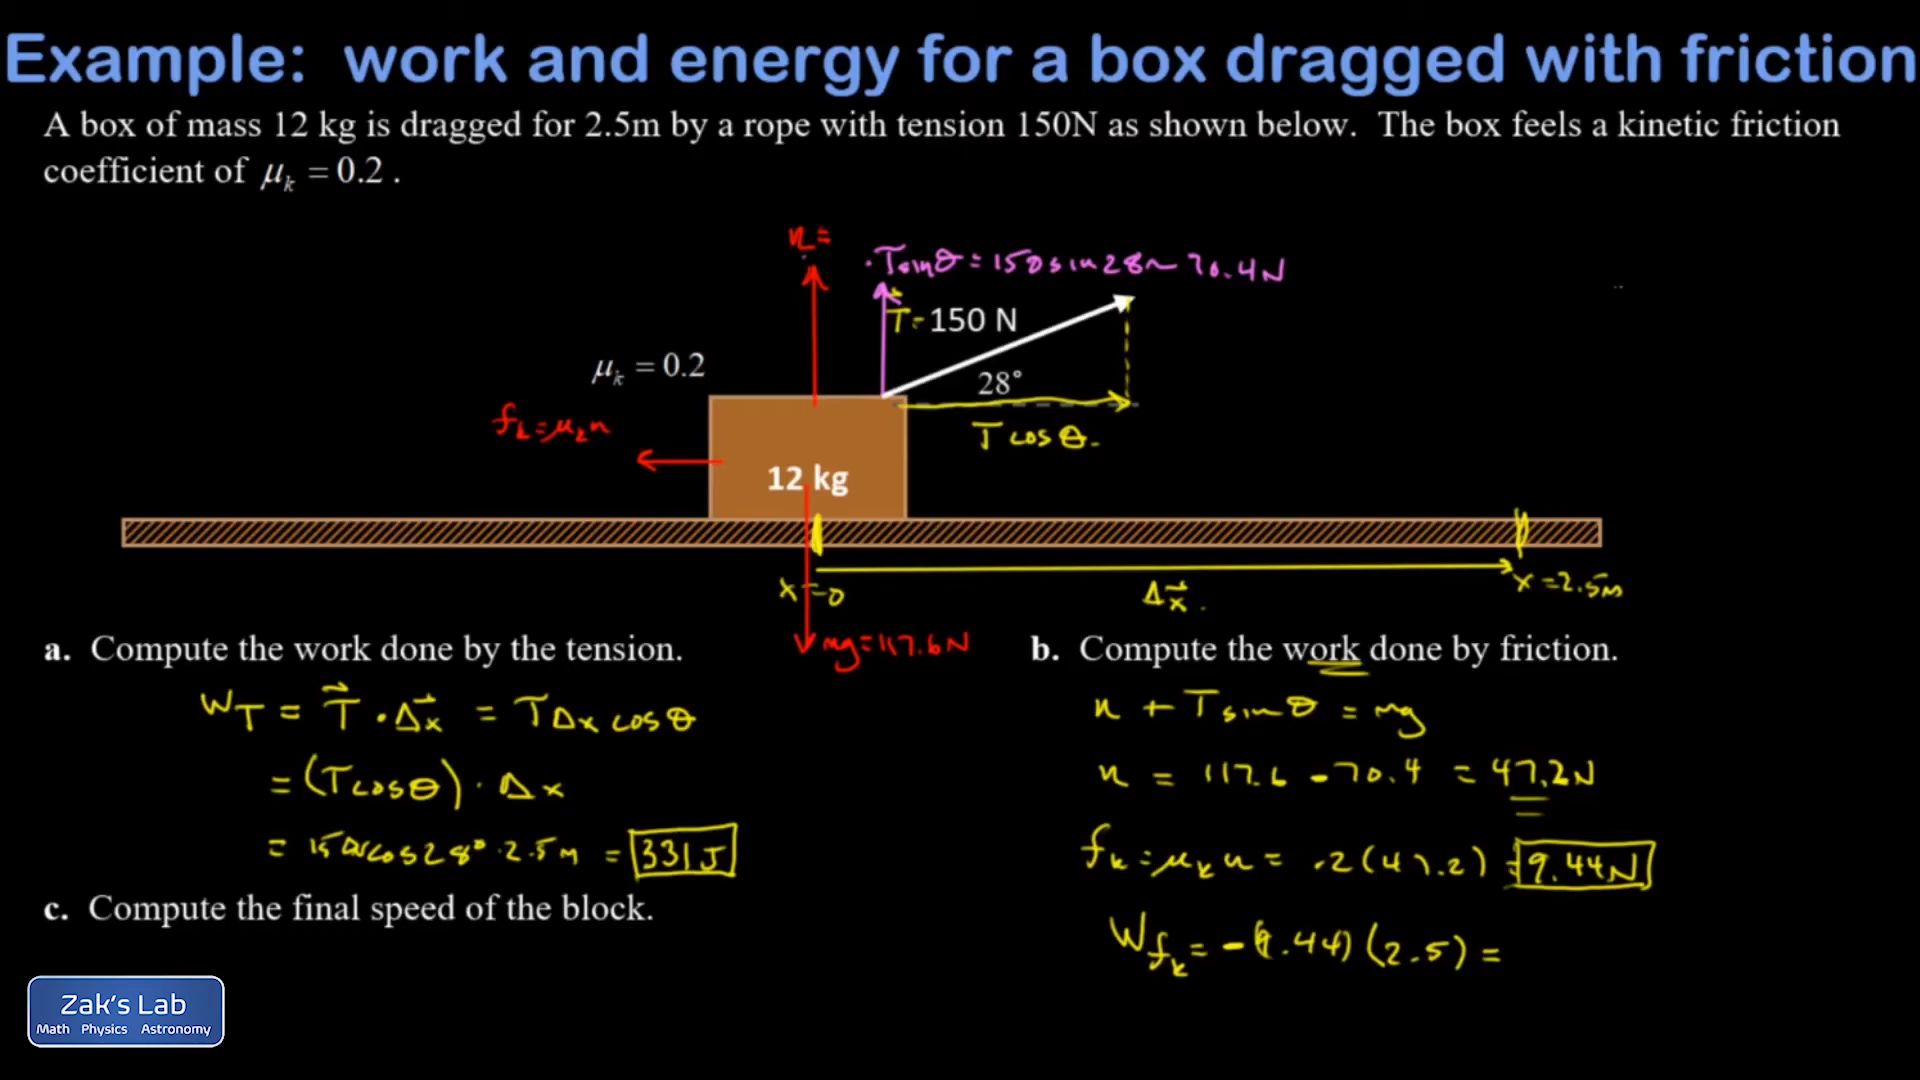 Example: work and energy for a box dragged with friction
A box of mass 12 kg is dragged for 2.5m by a rope with tension 150N as shown below. The box feels a kinetic friction
coefficient of μk = 0.2 .
n =
T sinθ = 150 sin 28 ~ 70.4 N
T = 150 N
μk = 0.2
28°
fk = μk n
T cos θ.
12 kg
x = 0
Δx
x = 2.5m
mg = 117.6 N
a. Compute the work done by the tension.
WT = T · Δx = T Δx cos θ
= (T cos θ) · Δx
= 150 cos 28° · 2.5 m = 331 J
b. Compute the work done by friction.
n + T sin θ = mg
n = 117.6 - 70.4 = 47.2 N
fk = μk n = .2 (47.2) = 9.44 N
Wfk = -(9.44) (2.5) =
c. Compute the final speed of the block.
Zak's Lab
Math Physics Astronomy